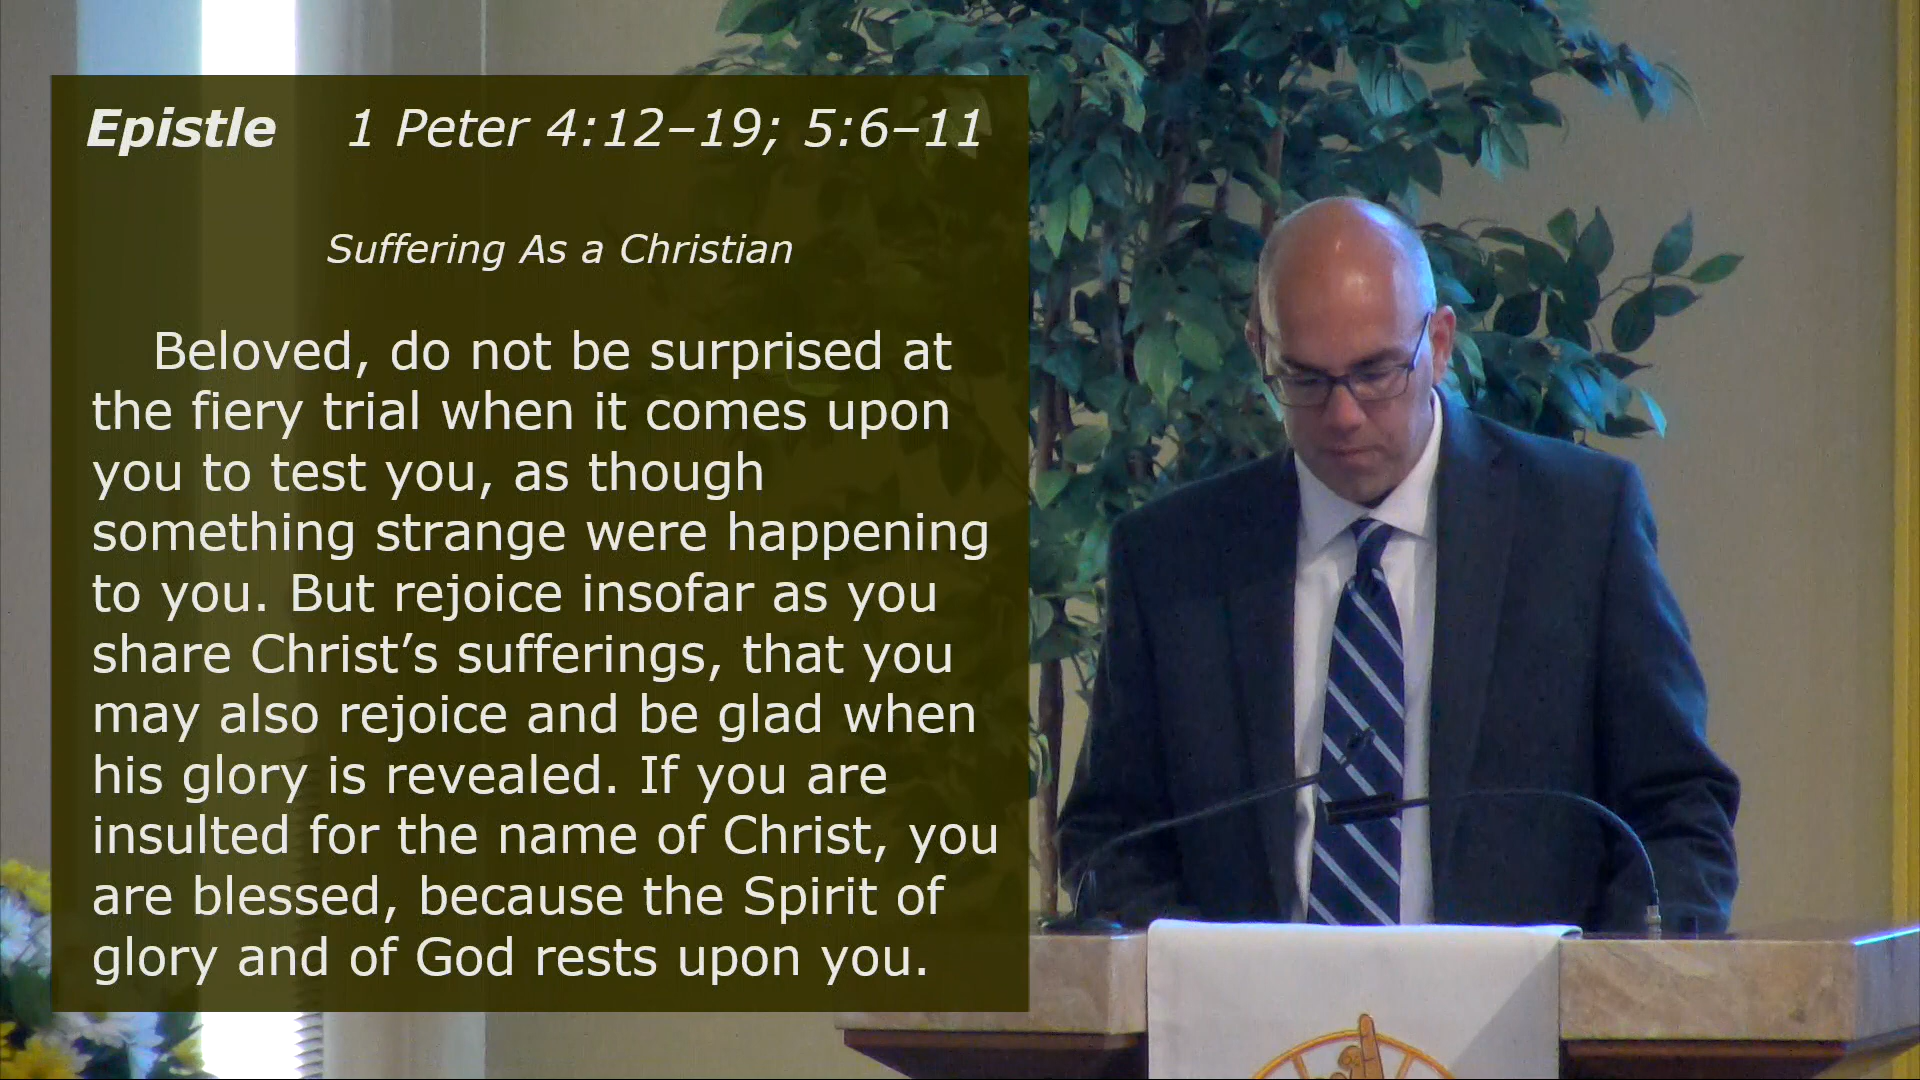 Epistle 1 Peter 4:12–19; 5:6–11
Suffering As a Christian
Beloved, do not be surprised at
the fiery trial when it comes upon
you to test you, as though
something strange were happening
to you. But rejoice insofar as you
share Christ’s sufferings, that you
may also rejoice and be glad when
his glory is revealed. If you are
insulted for the name of Christ, you
are blessed, because the Spirit of
glory and of God rests upon you.